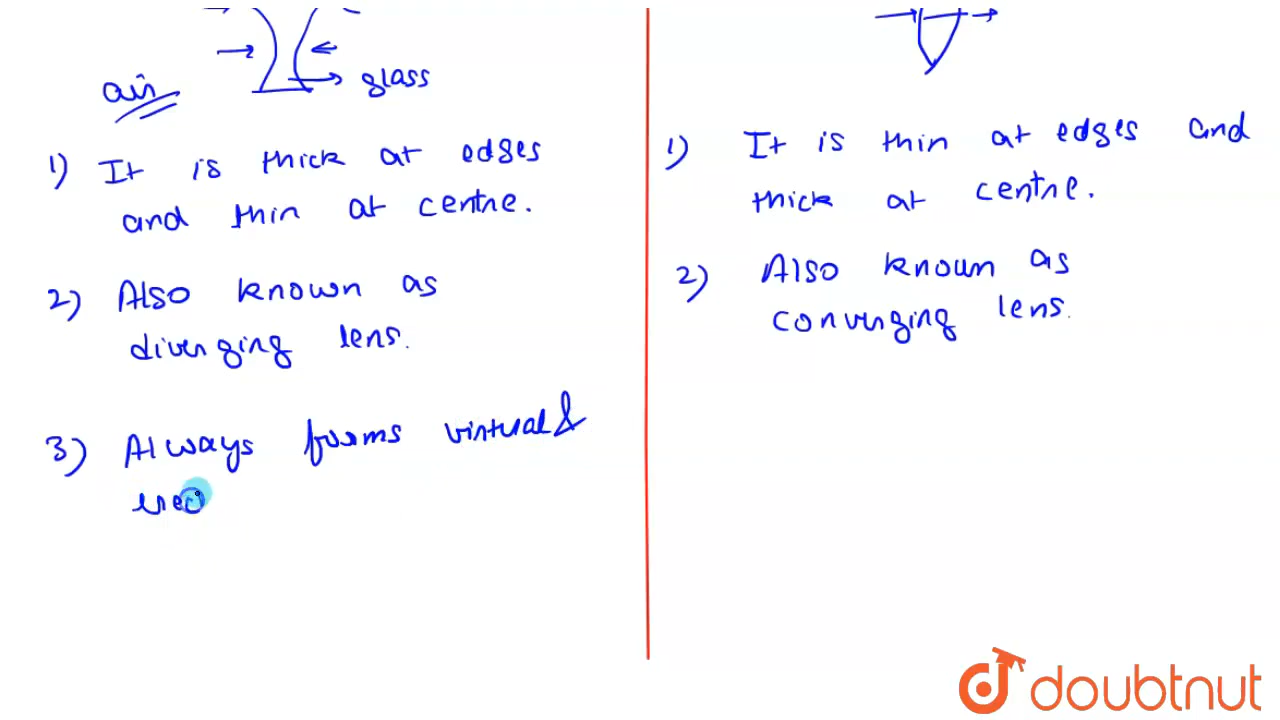 air
glass
1) It is thick at edges
and thin at centre.
2) Also known as
diverging lens.
3) Always forms virtual &
1) It is thin at edges and
thick at centre.
2) Also known as
converging lens.
doubtnut